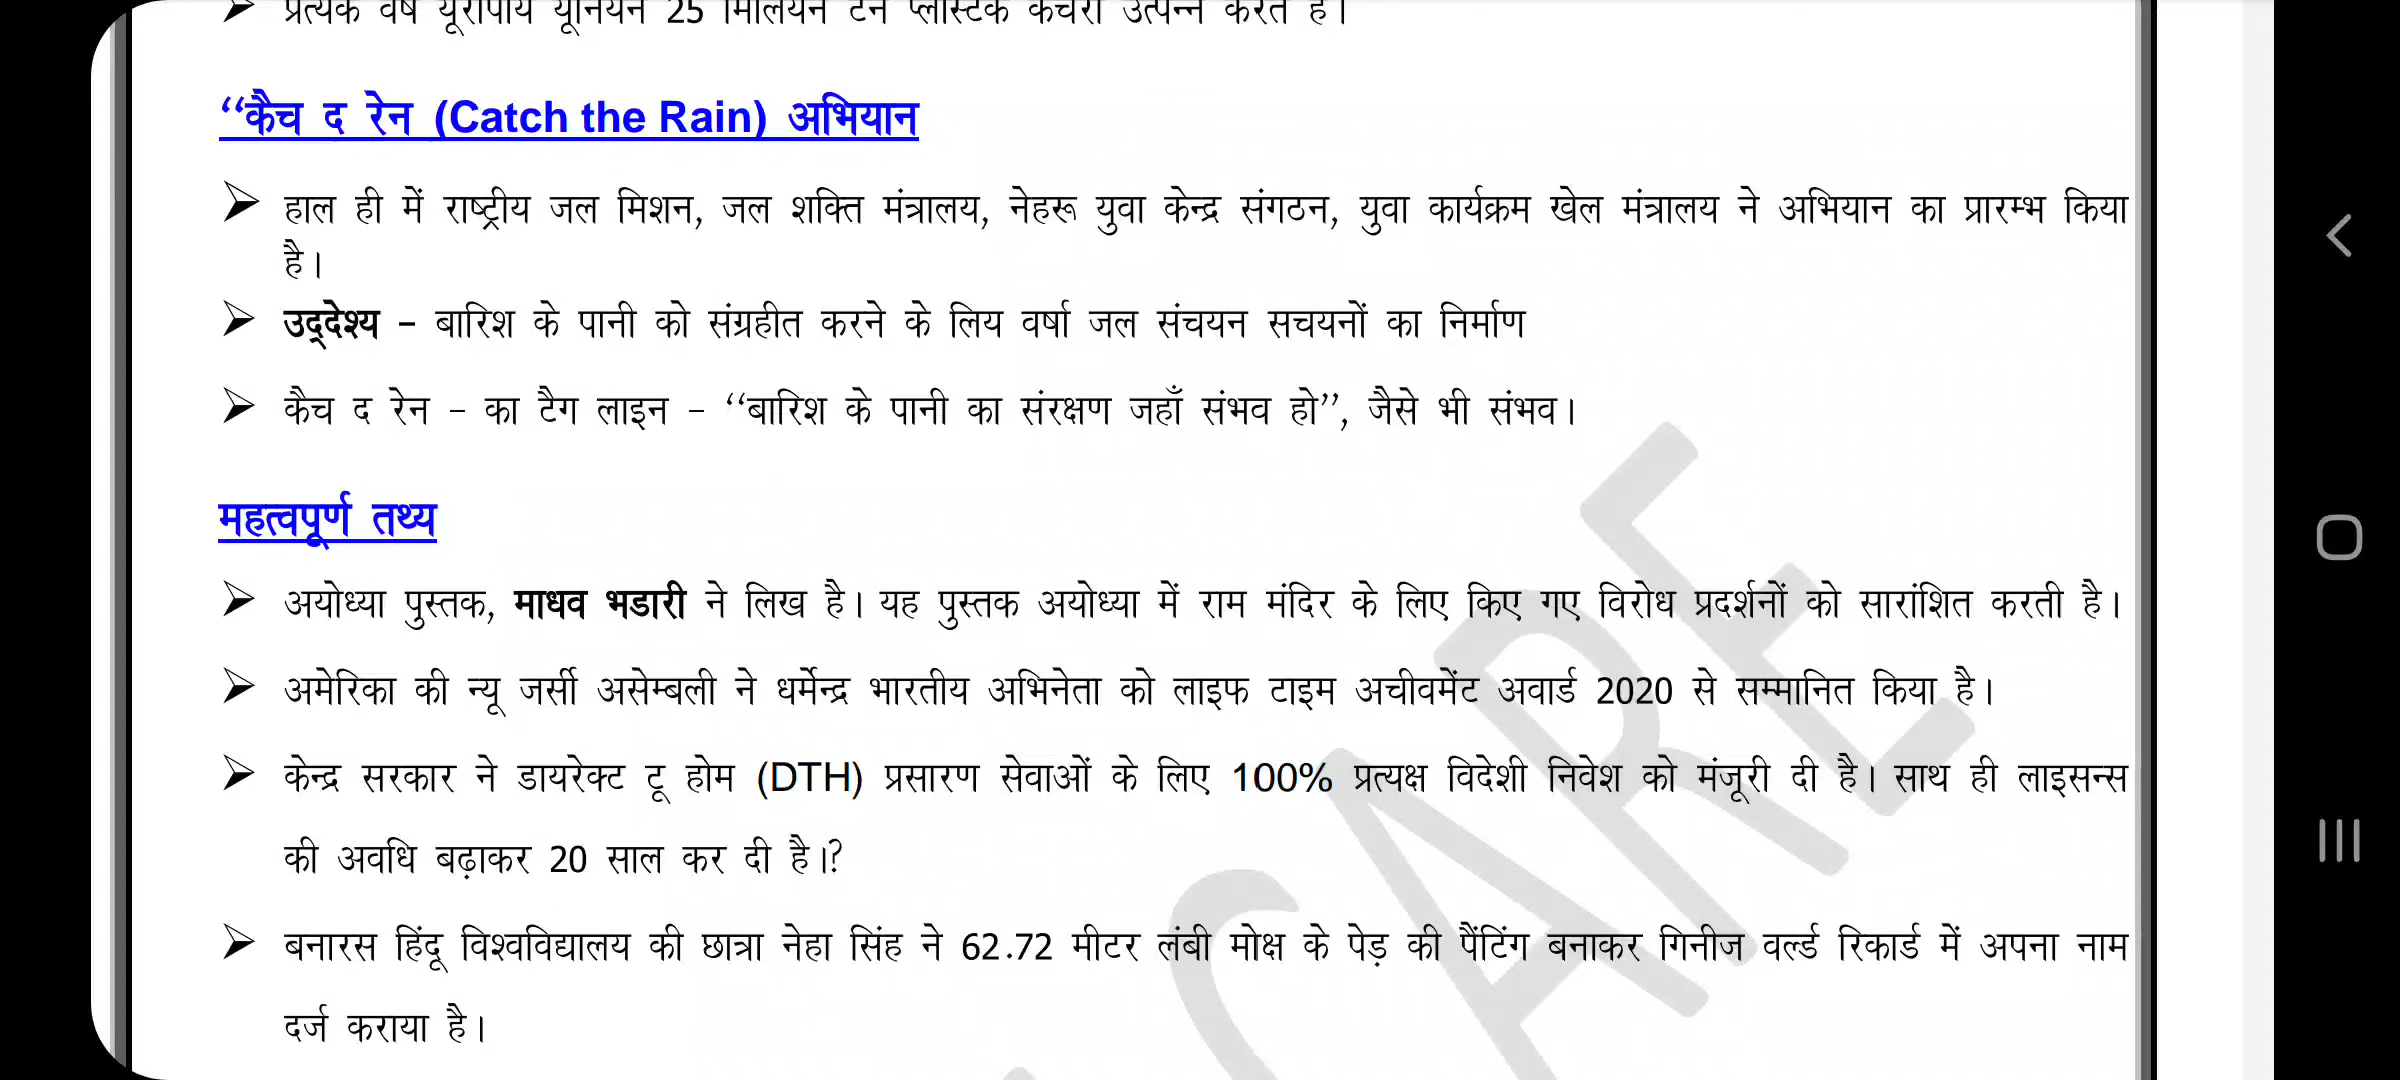 ➢ प्रत्येक वर्ष यूरोपीय यूनियन 25 मिलियन टन प्लास्टिक कचरा उत्पन्न करते है।
‘‘कैच द रेन (Catch the Rain) अभियान
➢ हाल ही में राष्ट्रीय जल मिशन, जल शक्ति मंत्रालय, नेहरू युवा केन्द्र संगठन, युवा कार्यक्रम खेल मंत्रालय ने अभियान का प्रारम्भ किया
है।
➢ उद्देश्य – बारिश के पानी को संग्रहीत करने के लिय वर्षा जल संचयन सचयनों का निर्माण
➢ कैच द रेन – का टैग लाइन – ‘‘बारिश के पानी का संरक्षण जहाँ संभव हो’’, जैसे भी संभव।
महत्वपूर्ण तथ्य
➢ अयोध्या पुस्तक, माधव भडारी ने लिख है। यह पुस्तक अयोध्या में राम मंदिर के लिए किए गए विरोध प्रदर्शनों को सारांशित करती है।
➢ अमेरिका की न्यू जर्सी असेम्बली ने धर्मेन्द्र भारतीय अभिनेता को लाइफ टाइम अचीवमेंट अवार्ड 2020 से सम्मानित किया है।
➢ केन्द्र सरकार ने डायरेक्ट टू होम (DTH) प्रसारण सेवाओं के लिए 100% प्रत्यक्ष विदेशी निवेश को मंजूरी दी है। साथ ही लाइसन्स
की अवधि बढ़ाकर 20 साल कर दी है।?
➢ बनारस हिंदू विश्वविद्यालय की छात्रा नेहा सिंह ने 62.72 मीटर लंबी मोक्ष के पेड़ की पैंटिंग बनाकर गिनीज वर्ल्ड रिकार्ड में अपना नाम
दर्ज कराया है।
CARE